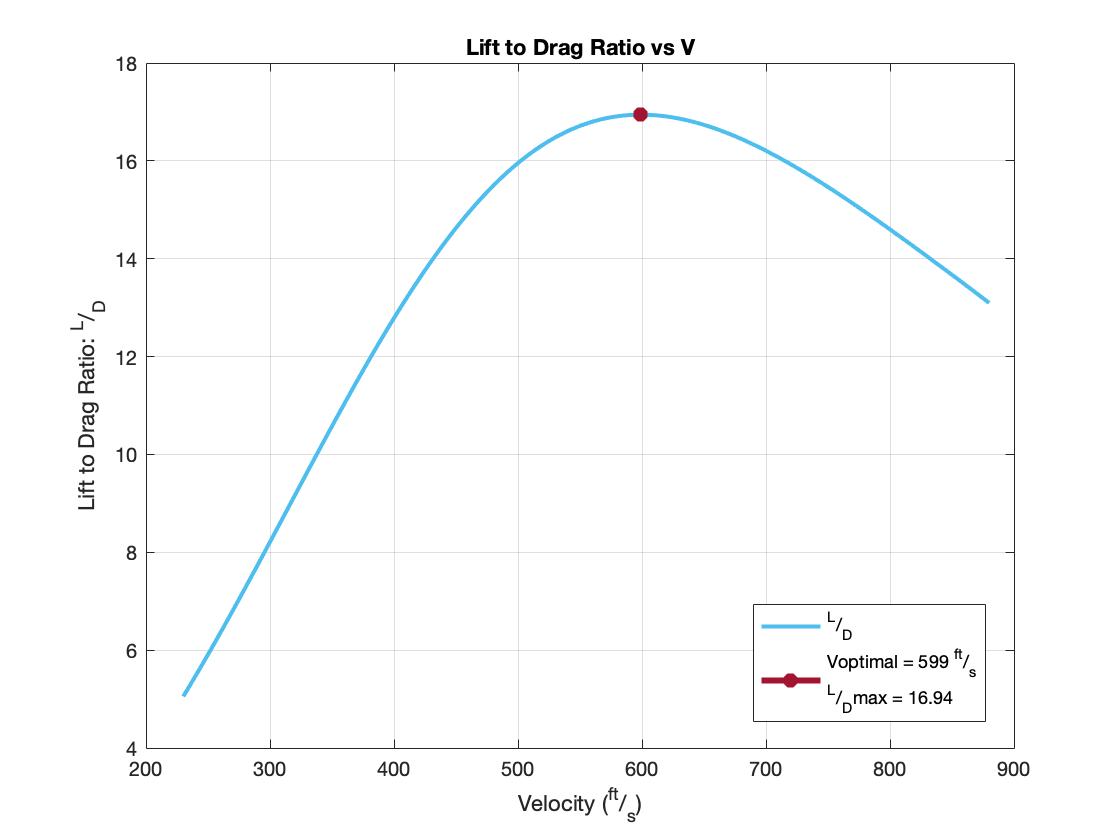 Lift to Drag Ratio vs V
Lift to Drag Ratio: L/D
18
16
14
12
10
8
6
4
200 300 400 500 600 700 800 900
Velocity (ft/s)
L/D
Voptimal = 599 ft/s
L/Dmax = 16.94